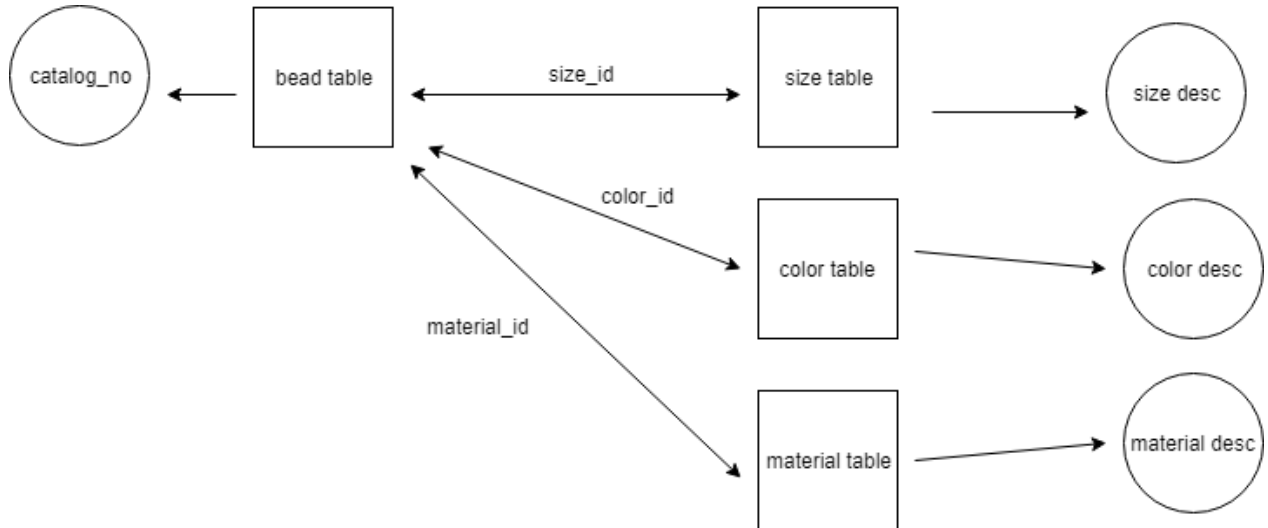 catalog_no
bead table
size_id
size table
size desc
color_id
color table
color desc
material_id
material table
material desc